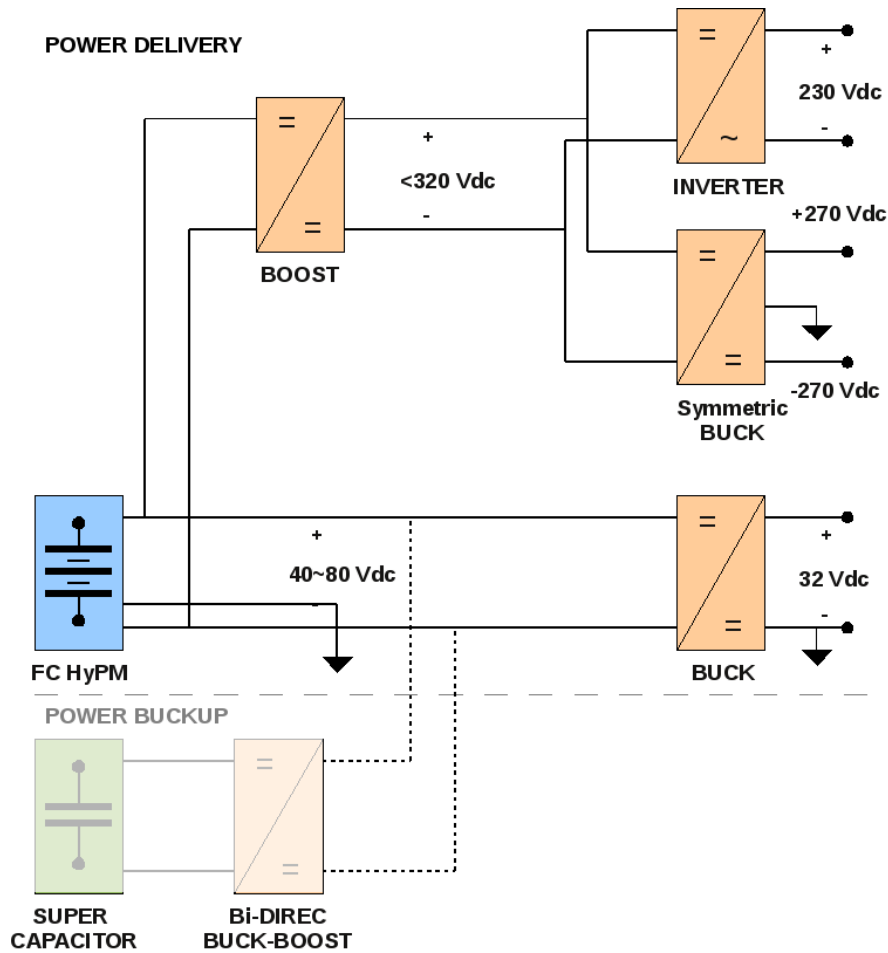 POWER DELIVERY
=
+
230 Vdc
-
~
INVERTER
=
+
<320 Vdc
-
=
BOOST
+270 Vdc
=
=
-270 Vdc
Symmetric
BUCK
+
40~80 Vdc
-
FC HyPM
=
+
32 Vdc
-
=
BUCK
POWER BUCKUP
=
=
SUPER
CAPACITOR
Bi-DIREC
BUCK-BOOST